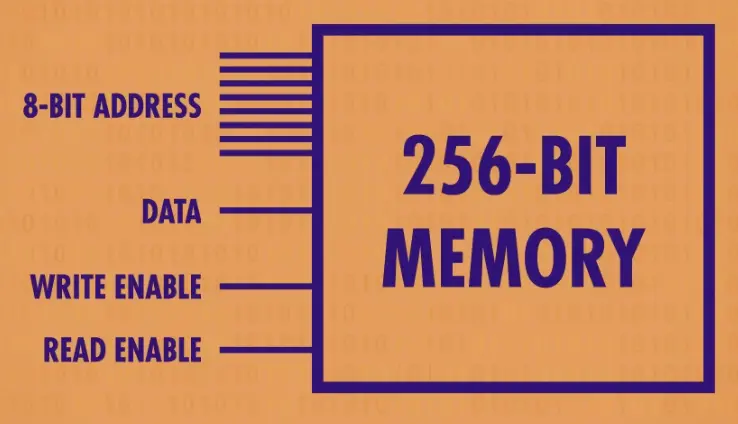 8-BIT ADDRESS
DATA
WRITE ENABLE
READ ENABLE
256-BIT
MEMORY